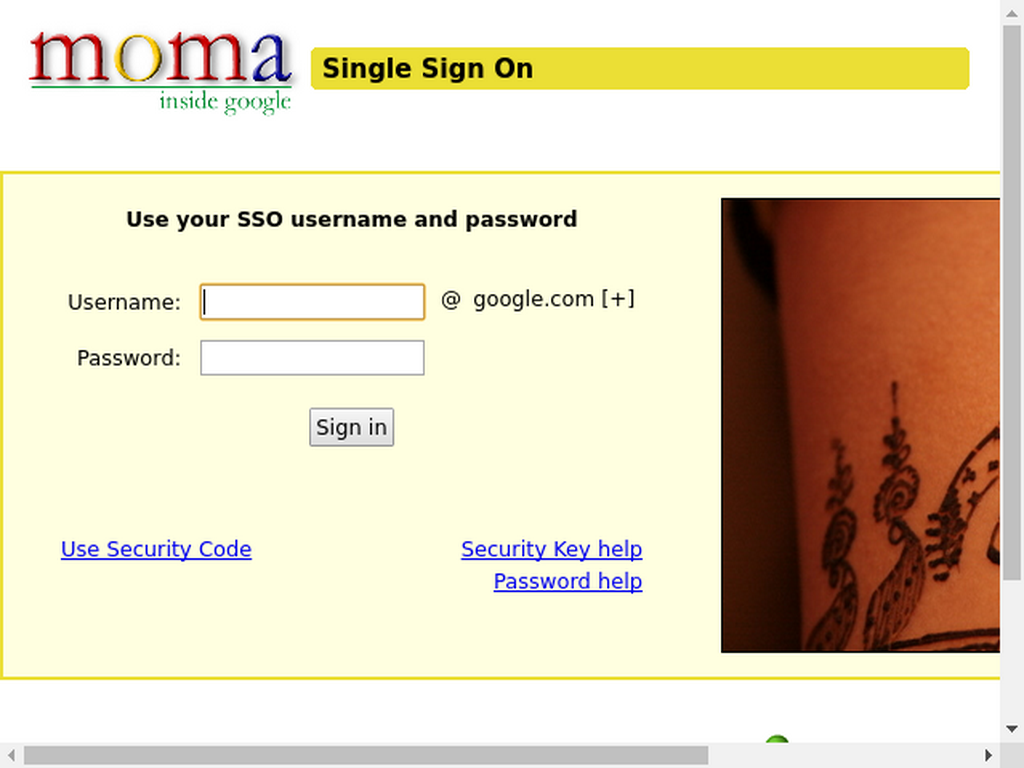 moma
inside google
Single Sign On
Use your SSO username and password
Username: @ google.com [+]
Password:
Sign in
Use Security Code Security Key help
Password help